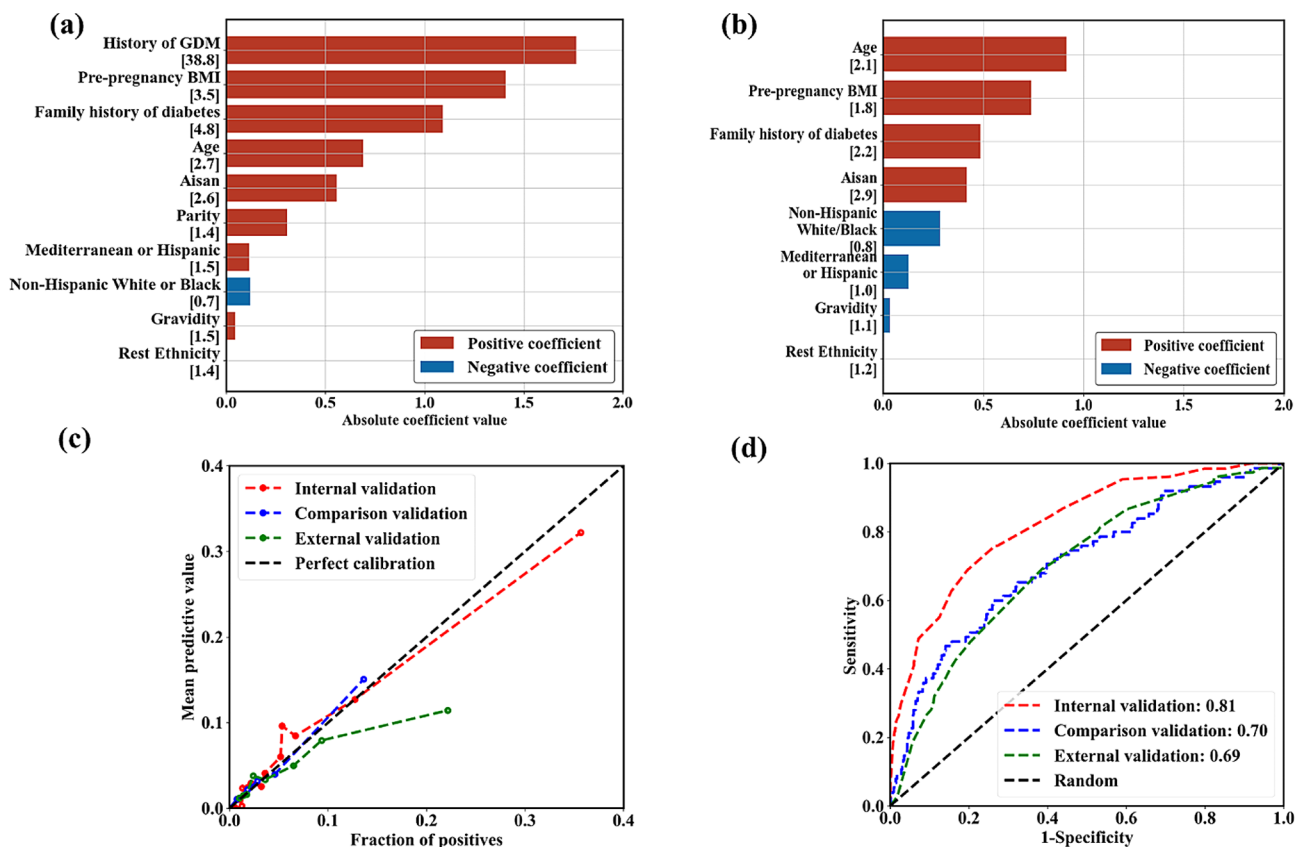 (a)
History of GDM
[38.8]
Pre-pregnancy BMI
[3.5]
Family history of diabetes
[4.8]
Age
[2.7]
Aisan
[2.6]
Parity
[1.4]
Mediterranean or Hispanic
[1.5]
Non-Hispanic White or Black
[0.7]
Gravidity
[1.5]
Rest Ethnicity
[1.4]
Positive coefficient
Negative coefficient
0.0 0.5 1.0 1.5 2.0
Absolute coefficient value
(b)
Age
[2.1]
Pre-pregnancy BMI
[1.8]
Family history of diabetes
[2.2]
Aisan
[2.9]
Non-Hispanic
White/Black
[0.8]
Mediterranean
or Hispanic
[1.0]
Gravidity
[1.1]
Rest Ethnicity
[1.2]
Positive coefficient
Negative coefficient
0.0 0.5 1.0 1.5 2.0
Absolute coefficient value
(c)
Mean predictive value
0.4
0.3
0.2
0.1
0.0
Internal validation
Comparison validation
External validation
Perfect calibration
0.0 0.1 0.2 0.3 0.4
Fraction of positives
(d)
Sensitivity
1.0
0.8
0.6
0.4
0.2
0.0
Internal validation: 0.81
Comparison validation: 0.70
External validation: 0.69
Random
0.0 0.2 0.4 0.6 0.8 1.0
1-Specificity